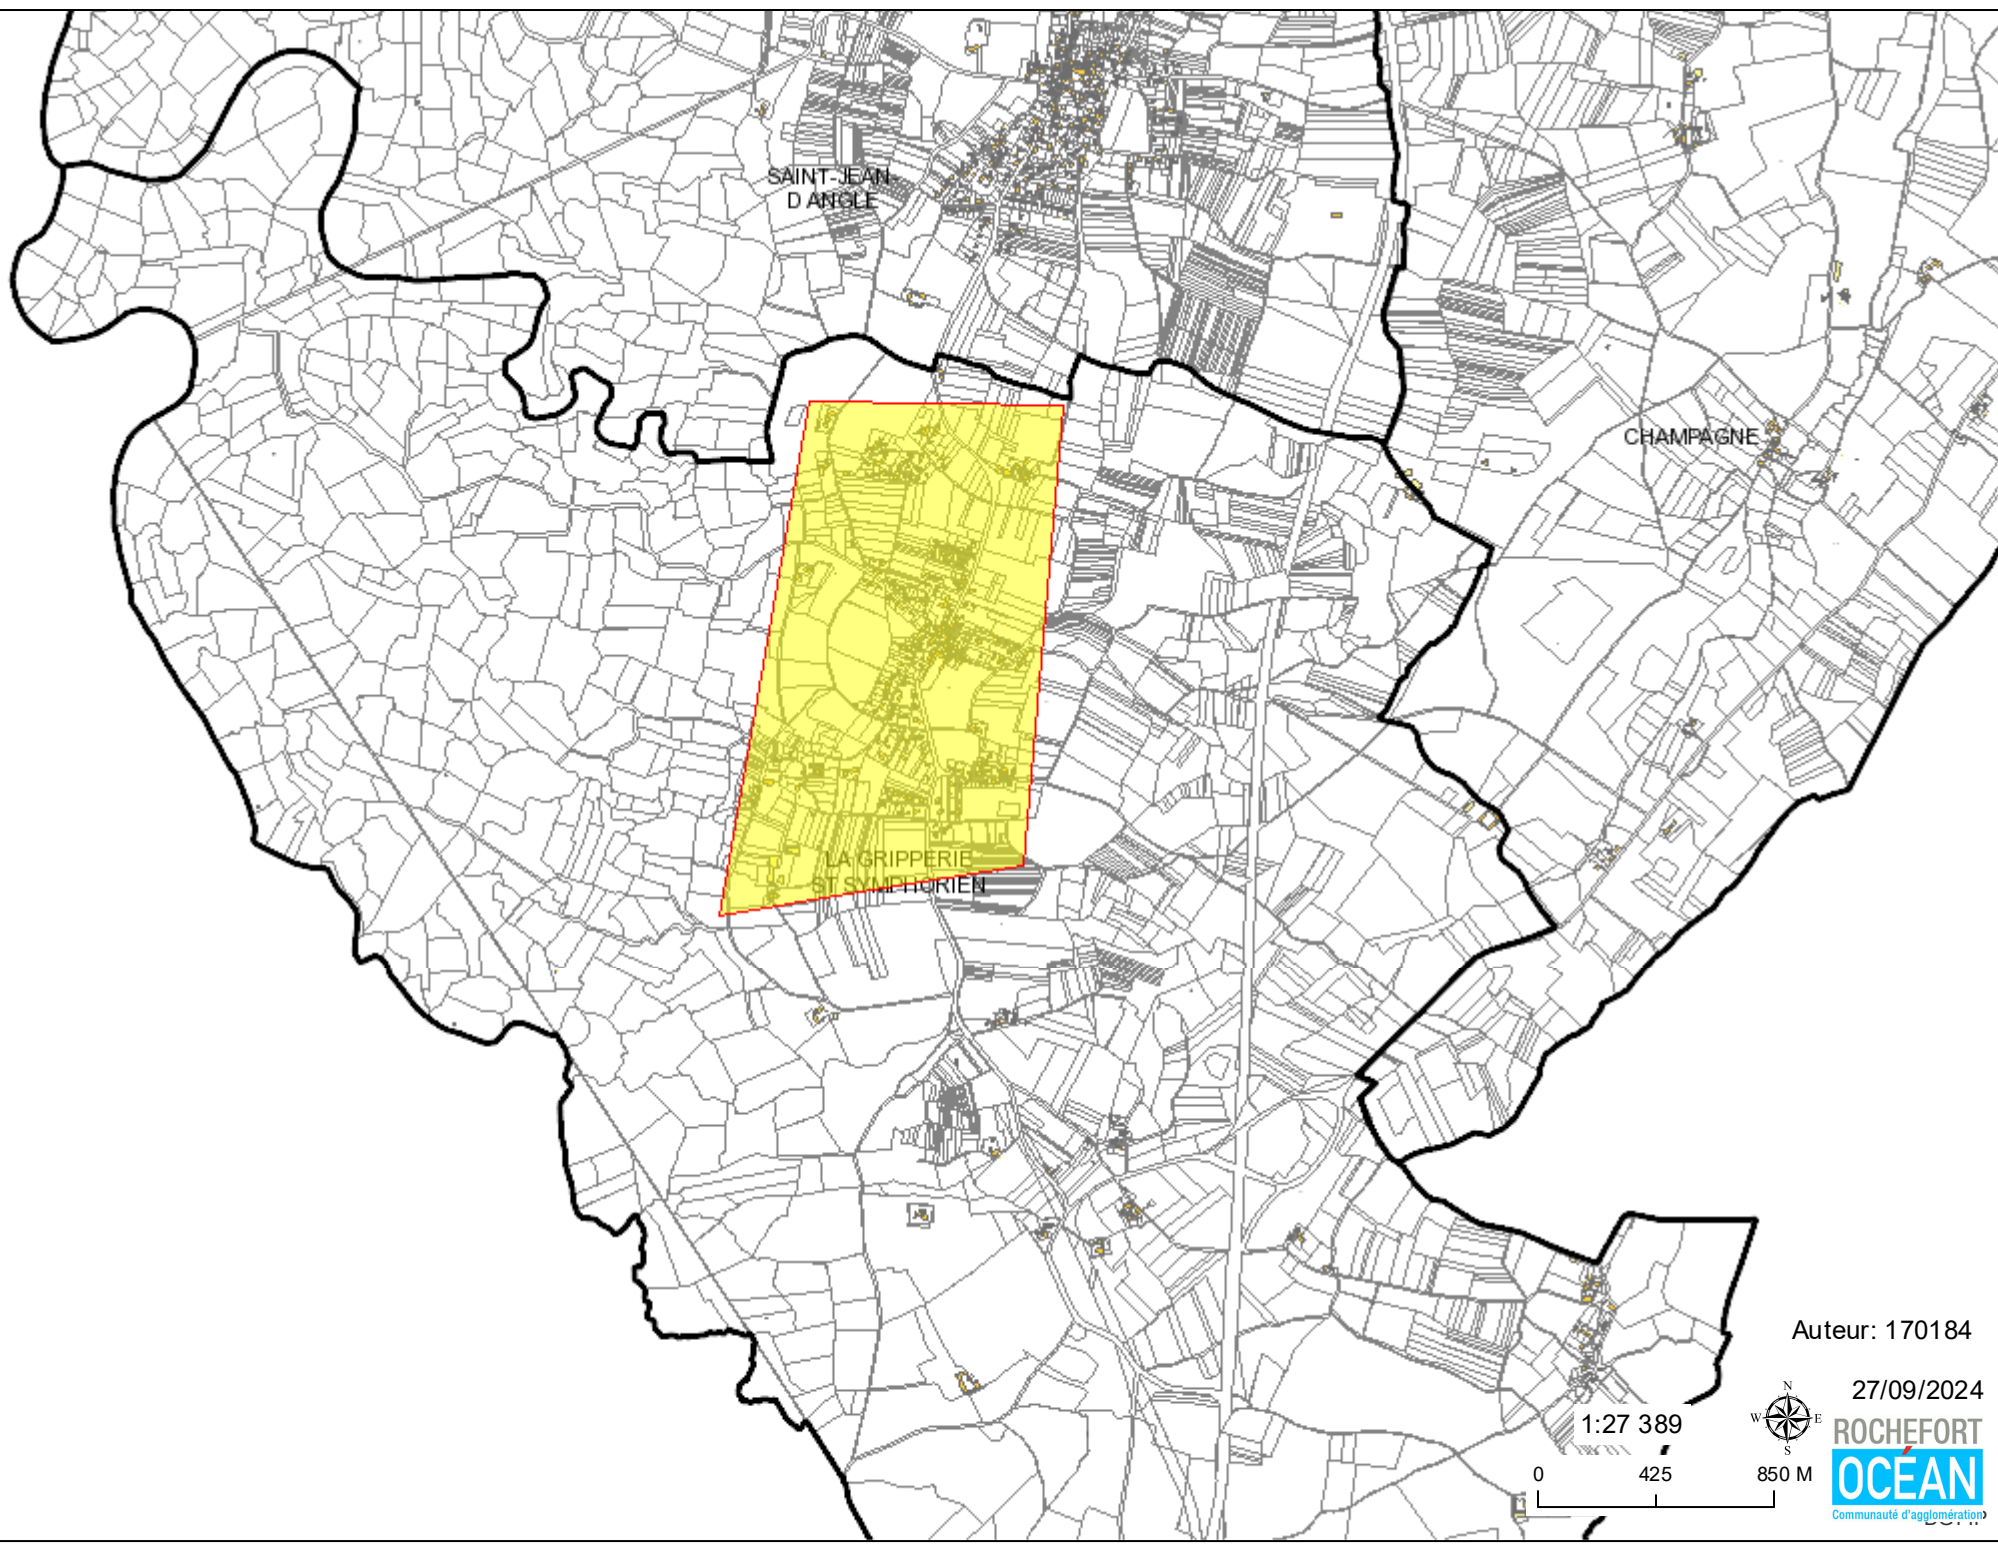 SAINT-JEAN
D ANGLE
CHAMPAGNE
LA GRIPPERIE
ST SYMPHORIEN
Auteur: 170184
27/09/2024
1:27 389
N
W E
S
ROCHEFORT
OCÉAN
Communauté d'agglomération
0 425 850 M